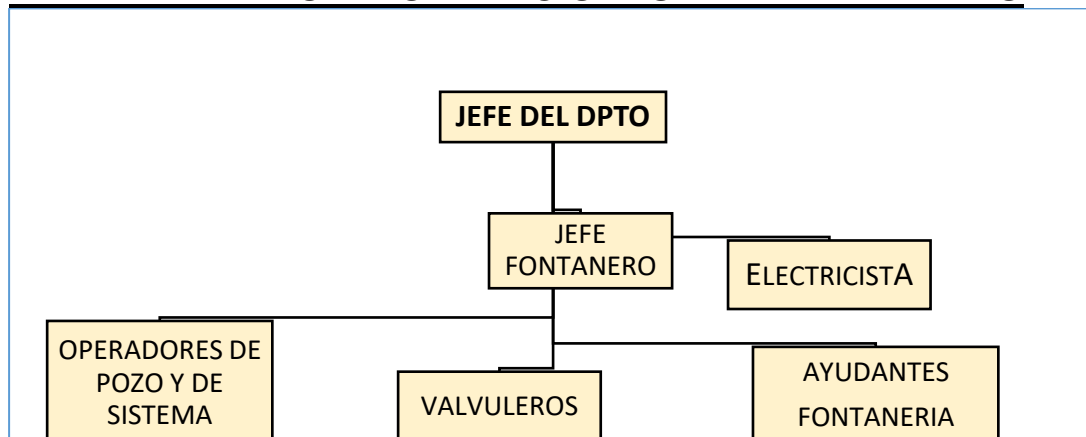 JEFE DEL DPTO
JEFE
FONTANERO
ELECTRICISTA
OPERADORES DE
POZO Y DE
SISTEMA
VALVULEROS
AYUDANTES
FONTANERIA